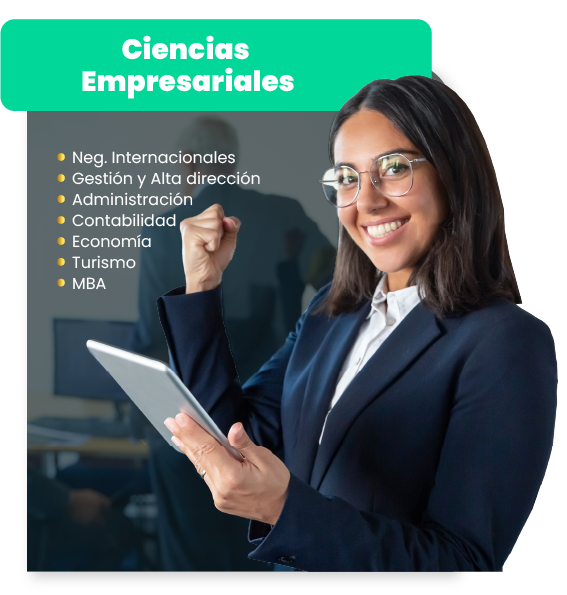 Ciencias
Empresariales
Neg. Internacionales
Gestión y Alta dirección
Administración
Contabilidad
Economía
Turismo
MBA